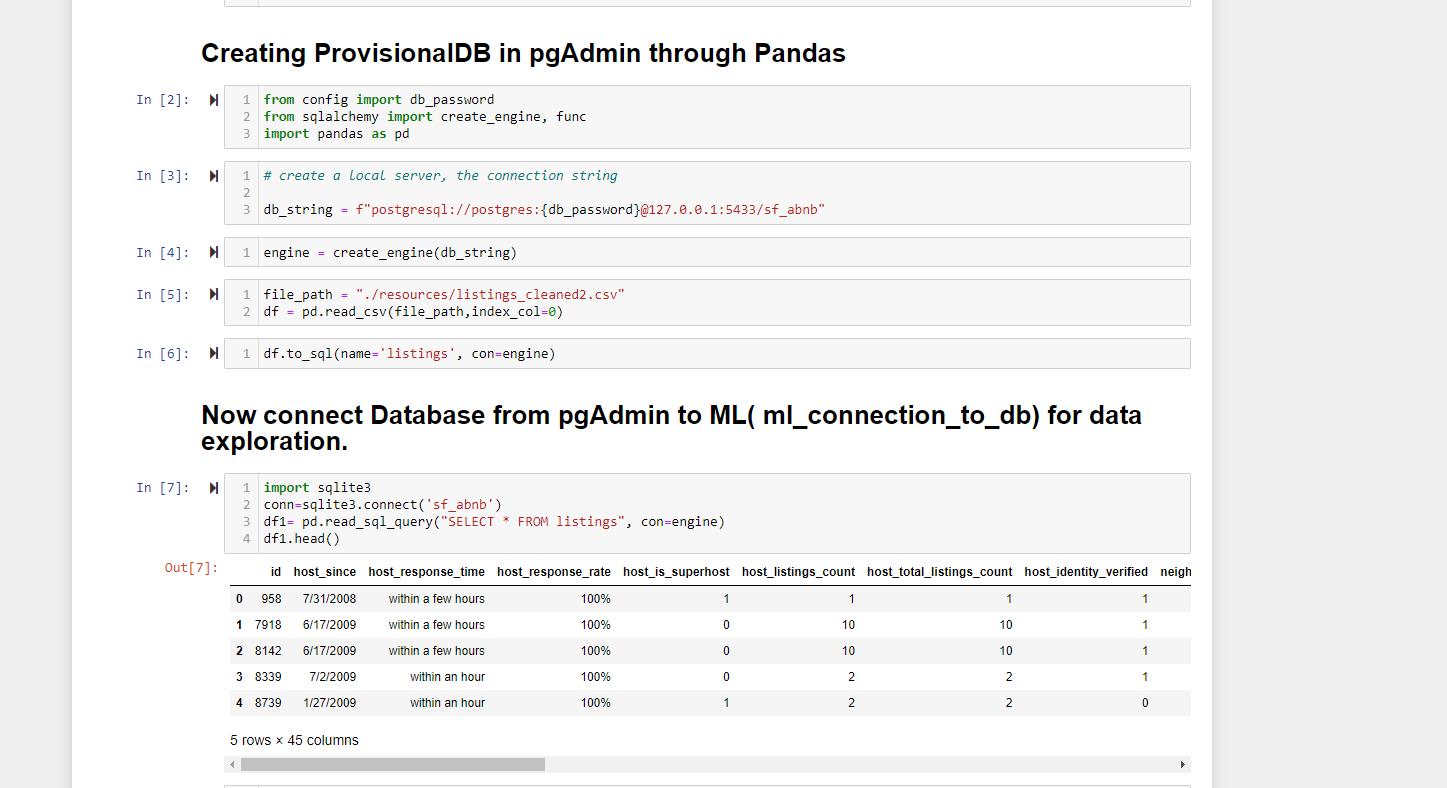 Creating ProvisionalDB in pgAdmin through Pandas
In [2]:
1 from config import db_password
2 from sqlalchemy import create_engine, func
3 import pandas as pd
In [3]:
1 # create a local server, the connection string
2
3 db_string = f"postgresql://postgres:{db_password}@127.0.0.1:5433/sf_abnb"
In [4]:
1 engine = create_engine(db_string)
In [5]:
1 file_path = "./resources/listings_cleaned2.csv"
2 df = pd.read_csv(file_path,index_col=0)
In [6]:
1 df.to_sql(name='listings', con=engine)
Now connect Database from pgAdmin to ML( ml_connection_to_db) for data
exploration.
In [7]:
1 import sqlite3
2 conn=sqlite3.connect('sf_abnb')
3 df1= pd.read_sql_query("SELECT * FROM listings", con=engine)
4 df1.head()
Out[7]:
id host_since host_response_time host_response_rate host_is_superhost host_listings_count host_total_listings_count host_identity_verified neigh
0 958 7/31/2008 within a few hours 100% 1 1 1 1
1 7918 6/17/2009 within a few hours 100% 0 10 10 1
2 8142 6/17/2009 within a few hours 100% 0 10 10 1
3 8339 7/2/2009 within an hour 100% 0 2 2 1
4 8739 1/27/2009 within an hour 100% 1 2 2 0
5 rows × 45 columns